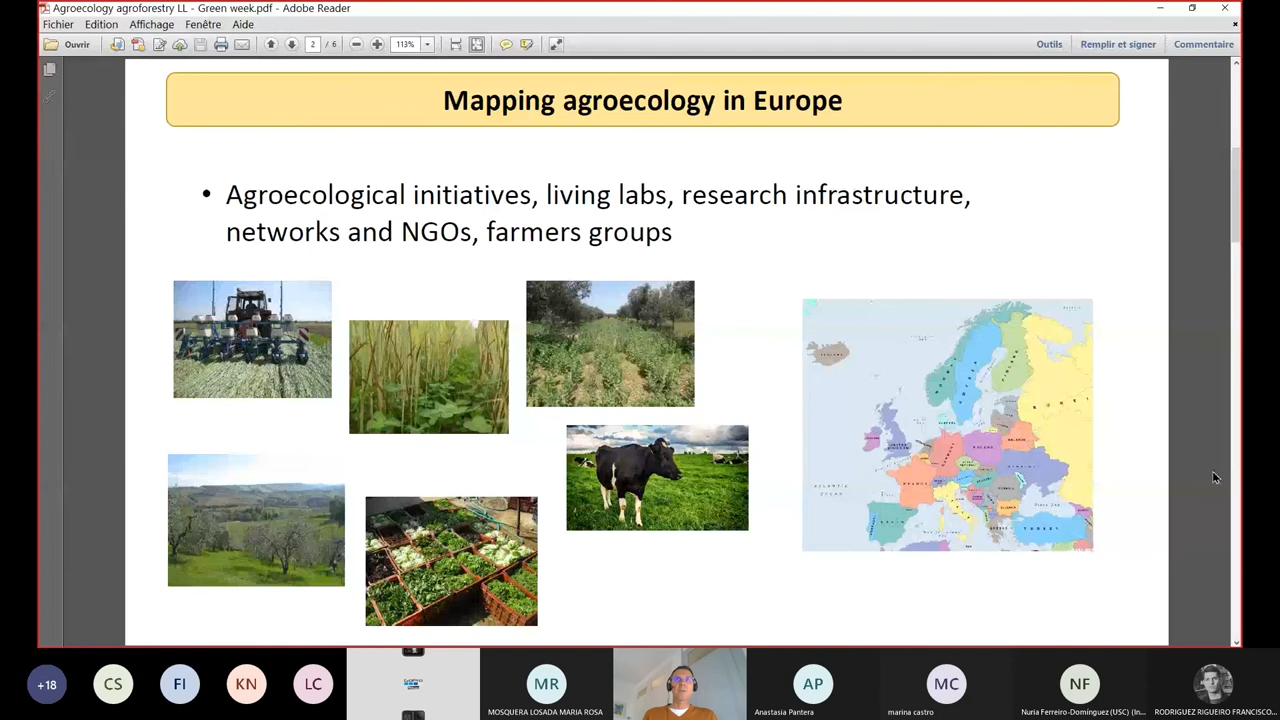 Agroecology agroforestry LL - Green week.pdf - Adobe Reader
Fichier Edition Affichage Fenêtre Aide
Ouvrir 2 / 6 113% Outils Remplir et signer Commentaire
Mapping agroecology in Europe
• Agroecological initiatives, living labs, research infrastructure,
networks and NGOs, farmers groups
+18 CS FI KN LC GoPro MR AP MC NF
MOSQUERA LOSADA MARIA ROSA Anastasia Pantera marina castro Nuria Ferreiro-Domínguez (USC) (In... RODRIGUEZ RIGUEIRO FRANCISCO...